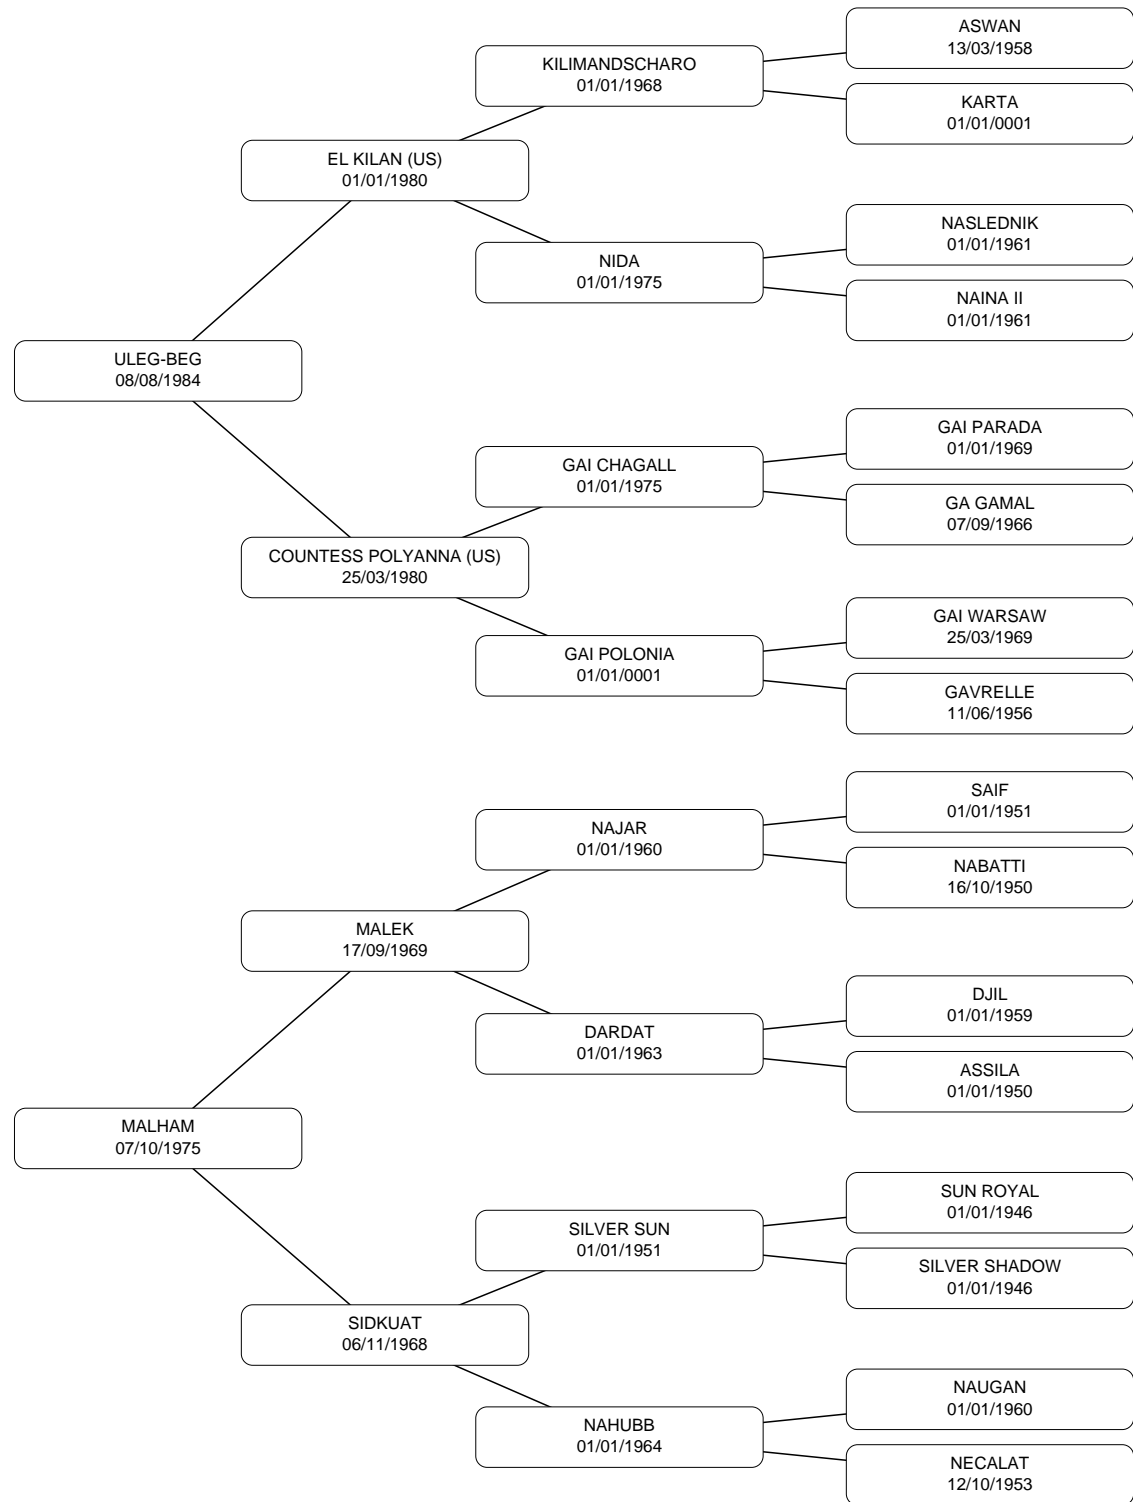 ASWAN
13/03/1958
KILIMANDSCHARO
01/01/1968
KARTA
01/01/0001
EL KILAN (US)
01/01/1980
NASLEDNIK
01/01/1961
NIDA
01/01/1975
NAINA II
01/01/1961
ULEG-BEG
08/08/1984
GAI PARADA
01/01/1969
GAI CHAGALL
01/01/1975
GA GAMAL
07/09/1966
COUNTESS POLYANNA (US)
25/03/1980
GAI WARSAW
25/03/1969
GAI POLONIA
01/01/0001
GAVRELLE
11/06/1956
SAIF
01/01/1951
NAJAR
01/01/1960
NABATTI
16/10/1950
MALEK
17/09/1969
DJIL
01/01/1959
DARDAT
01/01/1963
ASSILA
01/01/1950
MALHAM
07/10/1975
SUN ROYAL
01/01/1946
SILVER SUN
01/01/1951
SILVER SHADOW
01/01/1946
SIDKUAT
06/11/1968
NAUGAN
01/01/1960
NAHUBB
01/01/1964
NECALAT
12/10/1953